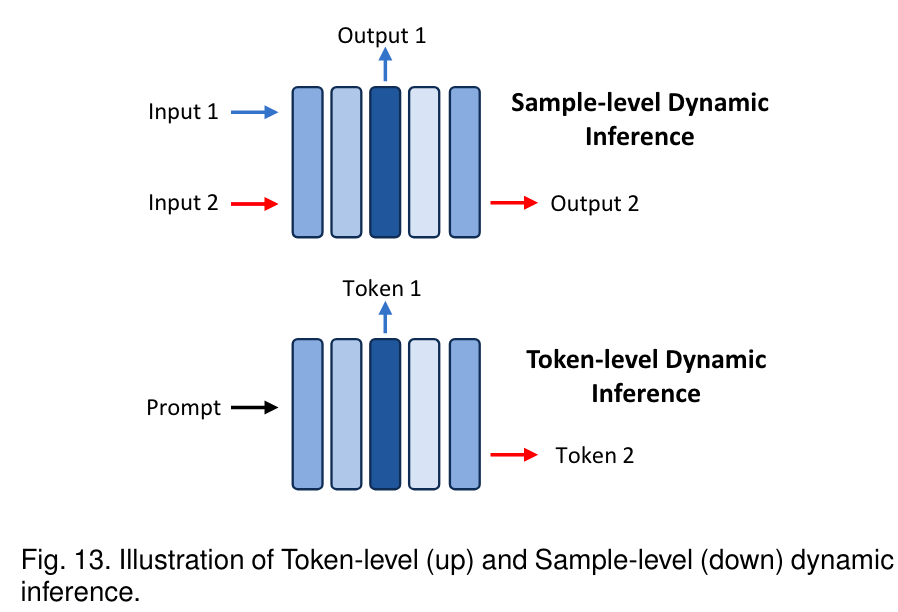 Output 1
Input 1
Sample-level Dynamic
Inference
Input 2
Output 2
Token 1
Token-level Dynamic
Inference
Prompt
Token 2
Fig. 13. Illustration of Token-level (up) and Sample-level (down) dynamic
inference.